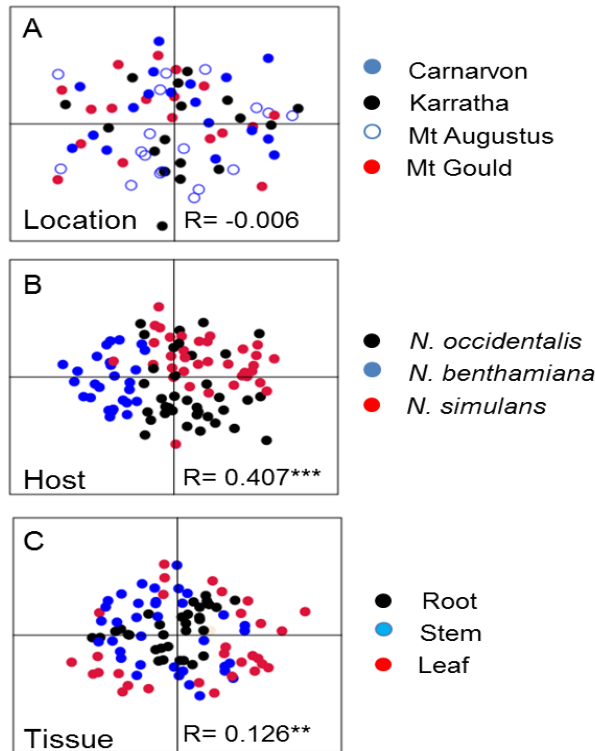 A
Location
R= -0.006
Carnarvon
Karratha
Mt Augustus
Mt Gould
B
Host
R= 0.407***
N. occidentalis
N. benthamiana
N. simulans
C
Tissue
R= 0.126**
Root
Stem
Leaf